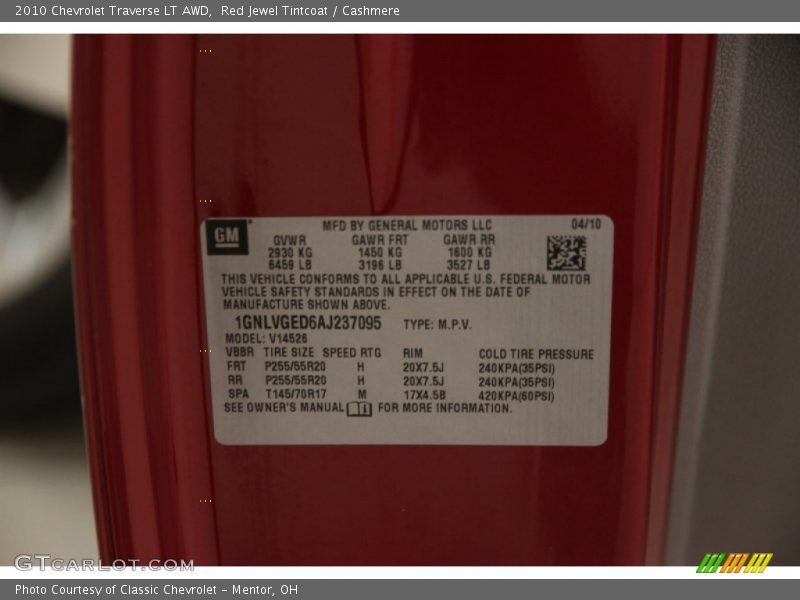 2010 Chevrolet Traverse LT AWD,  Red Jewel Tintcoat / Cashmere
GM MFD BY GENERAL MOTORS LLC 04/10
GVWR GAWR FRT GAWR RR
2930 KG 1450 KG 1600 KG
6459 LB 3196 LB 3527 LB
THIS VEHICLE CONFORMS TO ALL APPLICABLE U.S. FEDERAL MOTOR
VEHICLE SAFETY STANDARDS IN EFFECT ON THE DATE OF
MANUFACTURE SHOWN ABOVE.
1GNLVGED6AJ237095 TYPE: M.P.V.
MODEL: V14526
VBBR TIRE SIZE SPEED RTG RIM COLD TIRE PRESSURE
FRT P255/55R20 H 20X7.5J 240KPA(35PSI)
RR P255/55R20 H 20X7.5J 240KPA(35PSI)
SPA T145/70R17 M 17X4.5B 420KPA(60PSI)
SEE OWNER'S MANUAL FOR MORE INFORMATION.
GTCARLOT.COM
Photo Courtesy of Classic Chevrolet - Mentor, OH